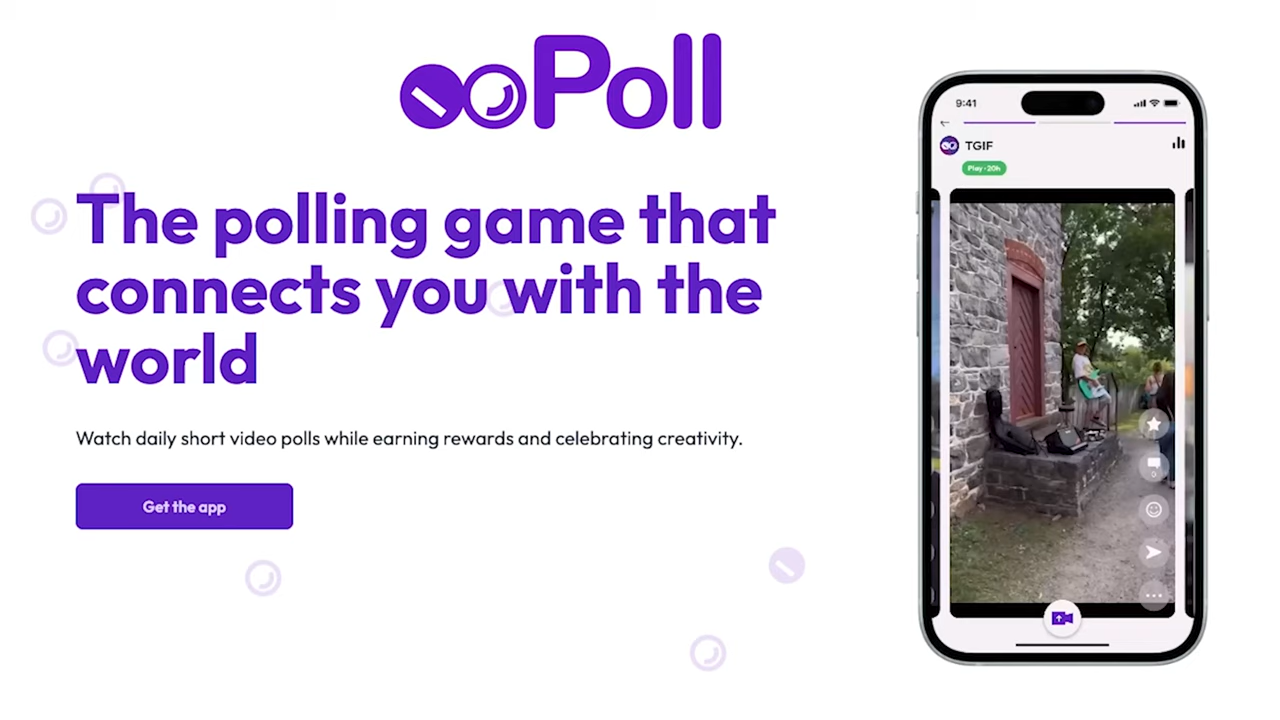 Poll
The polling game that
connects you with the
world
Watch daily short video polls while earning rewards and celebrating creativity.
Get the app
9:41
TGIF
Play · 20h
0